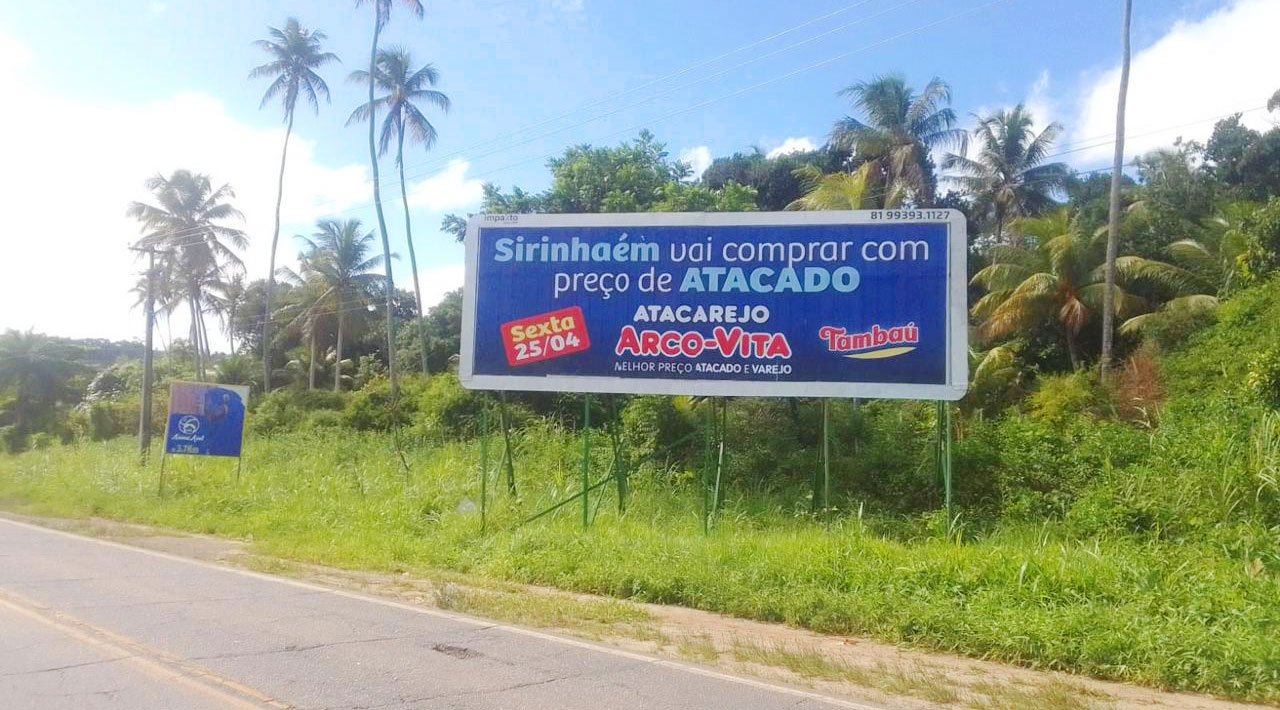 impacto
81 99393.1127
Sirinhaém vai comprar com
preço de ATACADO
Sexta
25/04
ATACAREJO
ARCO-VITA
MELHOR PREÇO ATACADO E VAREJO
Tambaú